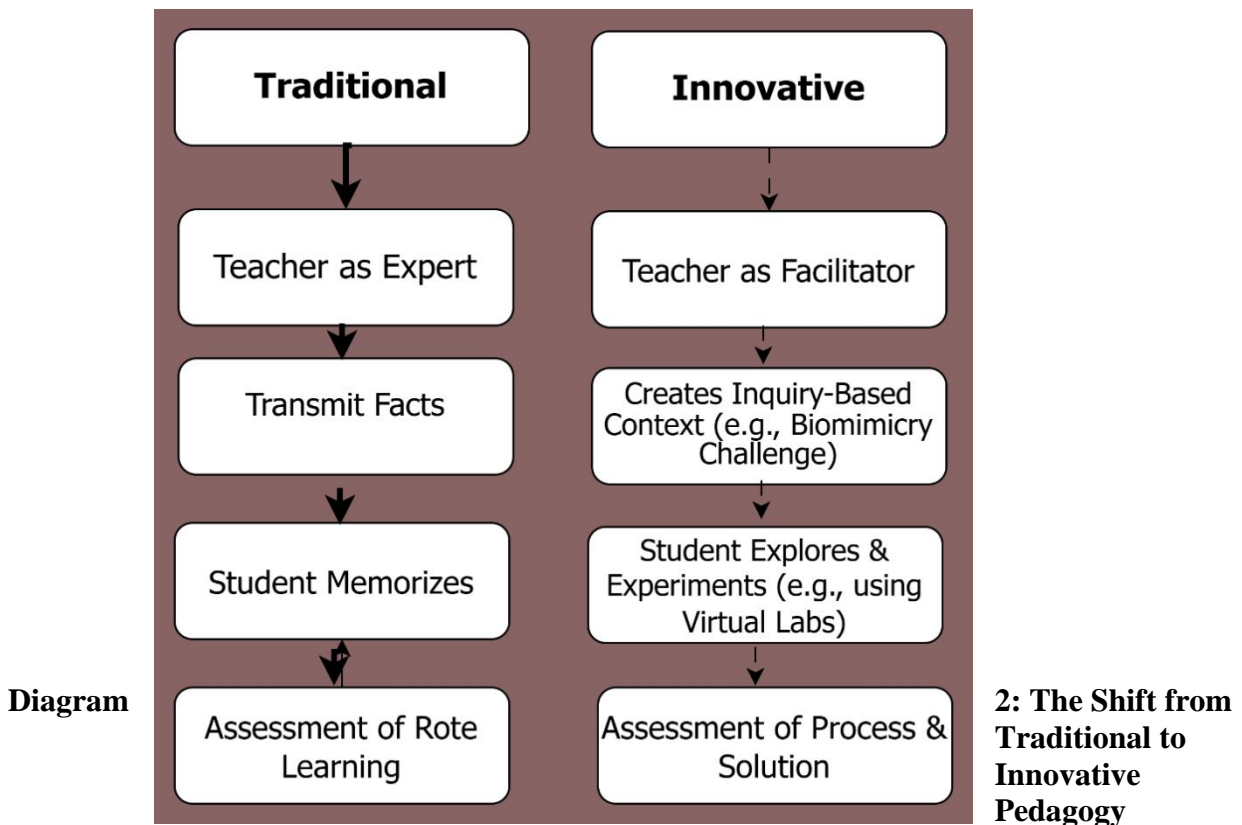 Traditional
Teacher as Expert
Transmit Facts
Student Memorizes
Assessment of Rote
Learning
Innovative
Teacher as Facilitator
Creates Inquiry-Based
Context (e.g., Biomimicry
Challenge)
Student Explores &
Experiments (e.g., using
Virtual Labs)
Assessment of Process &
Solution
Diagram
2: The Shift from
Traditional to
Innovative
Pedagogy